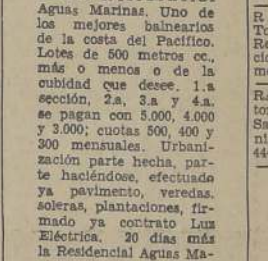 Aguas Marinas. Uno de
los mejores balnearios
de la costa del Pacífico.
Lotes de 500 metros cc.,
más o menos o de la
cubidad que desee. 1.a
sección, 2.a, 3.a y 4.a.
se pagan con 5.000, 4.000
y 3.000; cuotas 500, 400 y
300 mensuales. Urbani-
zación parte hecha, par-
te haciéndose, efectuado
ya pavimento, veredas,
soleras, plantaciones, fir-
mado ya contrato Luz
Eléctrica. 20 días más
la Residencial Aguas Ma-